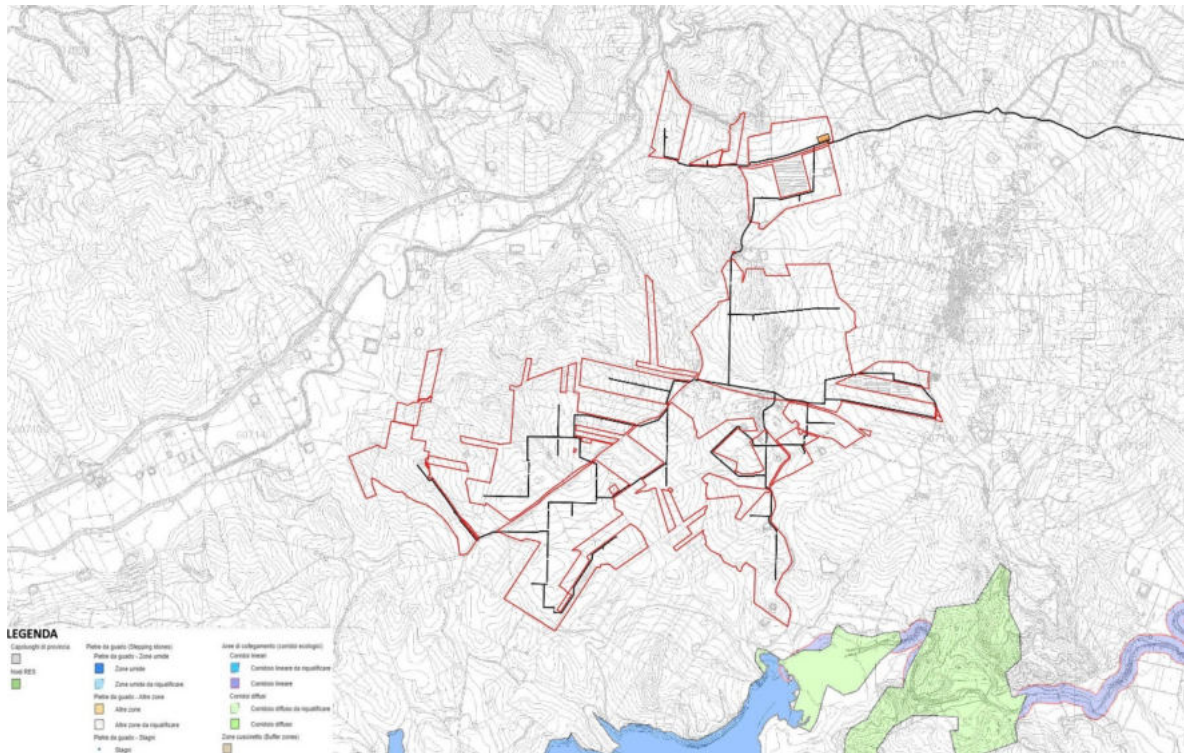 LEGENDA
Capoluoghi di provincia
Nodi RES
Pietre da guado (Stepping stones)
Pietre da guado - Zone umide
Zone umide
Zone umide da riqualificare
Pietre da guado - Altre zone
Altre zone
Altre zone da riqualificare
Pietre da guado - Stagni
Stagni
Aree di collegamento (corridoi ecologici)
Corridoi lineari
Corridoio lineare da riqualificare
Corridoio lineare
Corridoi diffusi
Corridoio diffuso da riqualificare
Corridoio diffuso
Zone cuscinetto (Buffer zones)